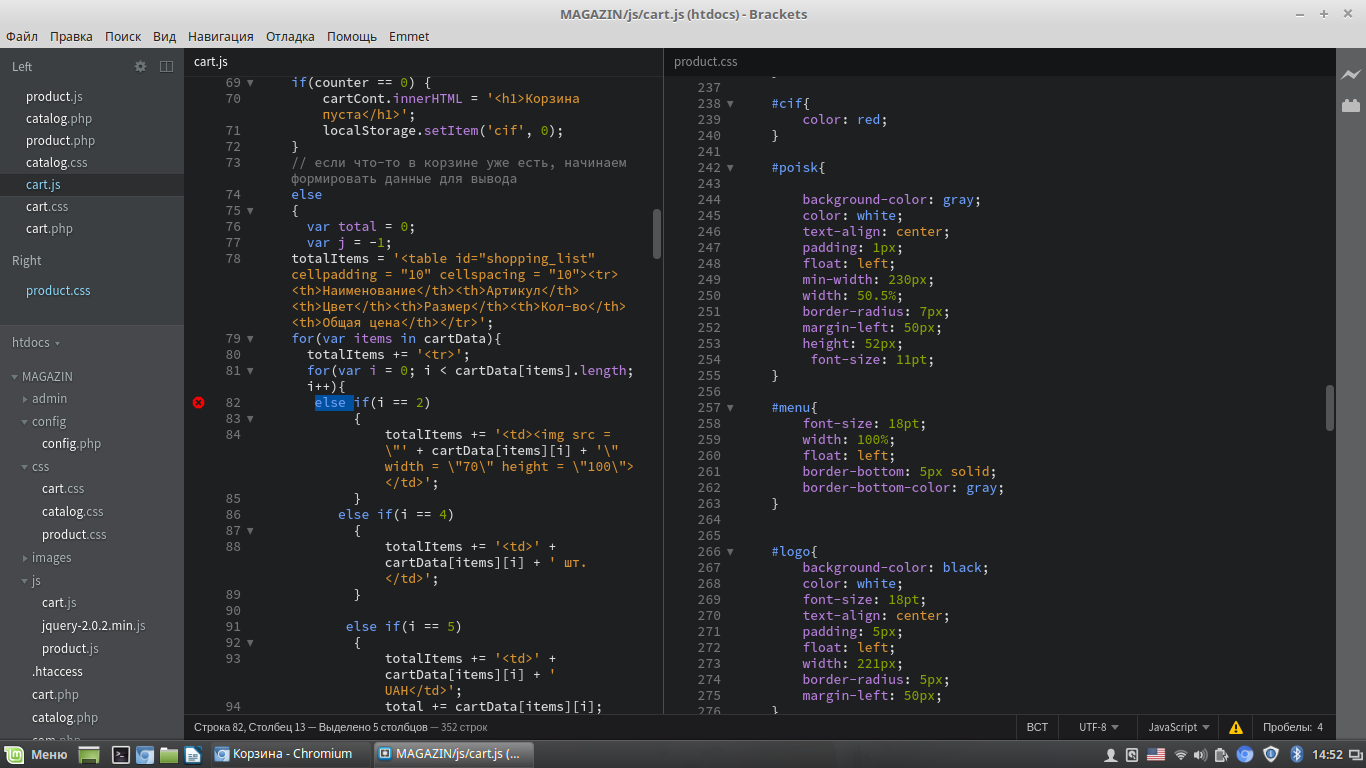 MAGAZIN/js/cart.js (htdocs) - Brackets
Файл Правка Поиск Вид Навигация Отладка Помощь Emmet
Left
product.js
catalog.php
product.php
catalog.css
cart.js
cart.css
cart.php
Right
product.css
htdocs
MAGAZIN
admin
config
config.php
css
cart.css
catalog.css
product.css
images
js
cart.js
jquery-2.0.2.min.js
product.js
.htaccess
cart.php
catalog.php
cart.js
69 if(counter == 0) {
70 cartCont.innerHTML = '<h1>Корзина
пуста</h1>';
71 localStorage.setItem('cif', 0);
72 }
73 // если что-то в корзине уже есть, начинаем
формировать данные для вывода
74 else
75 {
76 var total = 0;
77 var j = -1;
78 totalItems = '<table id="shopping_list"
cellpadding = "10" cellspacing = "10"><tr>
<th>Наименование</th><th>Артикул</th>
<th>Цвет</th><th>Размер</th><th>Кол-во</th>
<th>Общая цена</th></tr>';
79 for(var items in cartData){
80 totalItems += '<tr>';
81 for(var i = 0; i < cartData[items].length;
i++){
82 else if(i == 2)
83 {
84 totalItems += '<td><img src =
\"' + cartData[items][i] + '\"
width = \"70\" height = \"100\">
</td>';
85 }
86 else if(i == 4)
87 {
88 totalItems += '<td>' +
cartData[items][i] + ' шт.
</td>';
89 }
90
91 else if(i == 5)
92 {
93 totalItems += '<td>' +
cartData[items][i] + '
UAH</td>';
94 total += cartData[items][i];
product.css
}
237
238 #cif{
239 color: red;
240 }
241
242 #poisk{
243
244 background-color: gray;
245 color: white;
246 text-align: center;
247 padding: 1px;
248 float: left;
249 min-width: 230px;
250 width: 50.5%;
251 border-radius: 7px;
252 margin-left: 50px;
253 height: 52px;
254 font-size: 11pt;
255 }
256
257 #menu{
258 font-size: 18pt;
259 width: 100%;
260 float: left;
261 border-bottom: 5px solid;
262 border-bottom-color: gray;
263 }
264
265
266 #logo{
267 background-color: black;
268 color: white;
269 font-size: 18pt;
270 text-align: center;
271 padding: 5px;
272 float: left;
273 width: 221px;
274 border-radius: 5px;
275 margin-left: 50px;
276 }
Строка 82, Столбец 13 — Выделено 5 столбцов — 352 строк
ВСТ UTF-8 JavaScript Пробелы: 4
Меню Корзина - Chromium MAGAZIN/js/cart.js (... 14:52